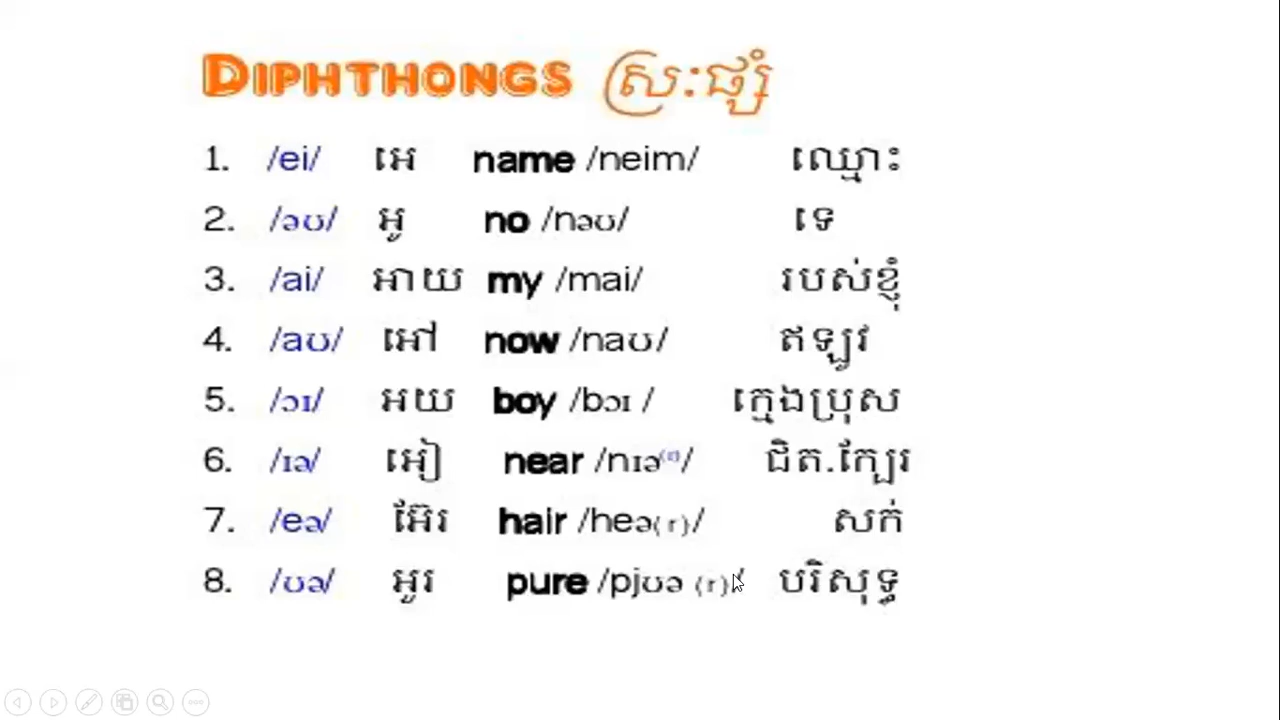 DIPHTHONGS ស្រៈផ្សំ
1. /ei/ អេ name /neim/ ឈ្មោះ
2. /əʊ/ អូ no /nəʊ/ ទេ
3. /ai/ អាយ my /mai/ របស់ខ្ញុំ
4. /aʊ/ អៅ now /naʊ/ ឥឡូវ
5. /ɔɪ/ អយ boy /bɔɪ / ក្មេងប្រុស
6. /ɪə/ អៀ near /nɪə(r)/ ជិត.ក្បែរ
7. /eə/ អ៊ែរ hair /heə(r)/ សក់
8. /ʊə/ អូរ pure /pjʊə (r)/ បរិសុទ្ធ